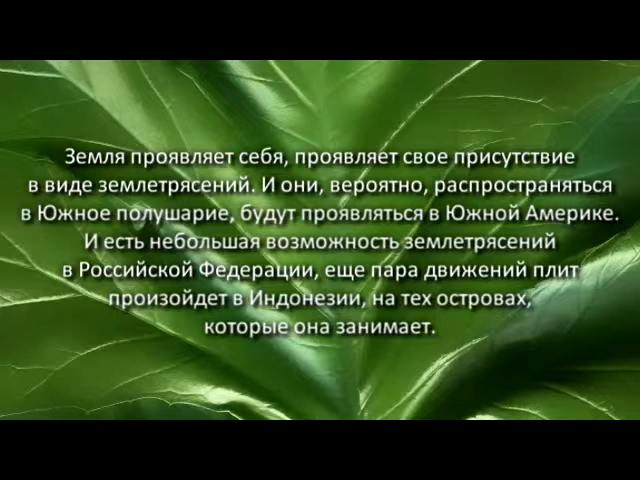 Земля проявляет себя, проявляет свое присутствие
в виде землетрясений. И они, вероятно, распространяться
в Южное полушарие, будут проявляться в Южной Америке.
И есть небольшая возможность землетрясений
в Российской Федерации, еще пара движений плит
произойдет в Индонезии, на тех островах,
которые она занимает.